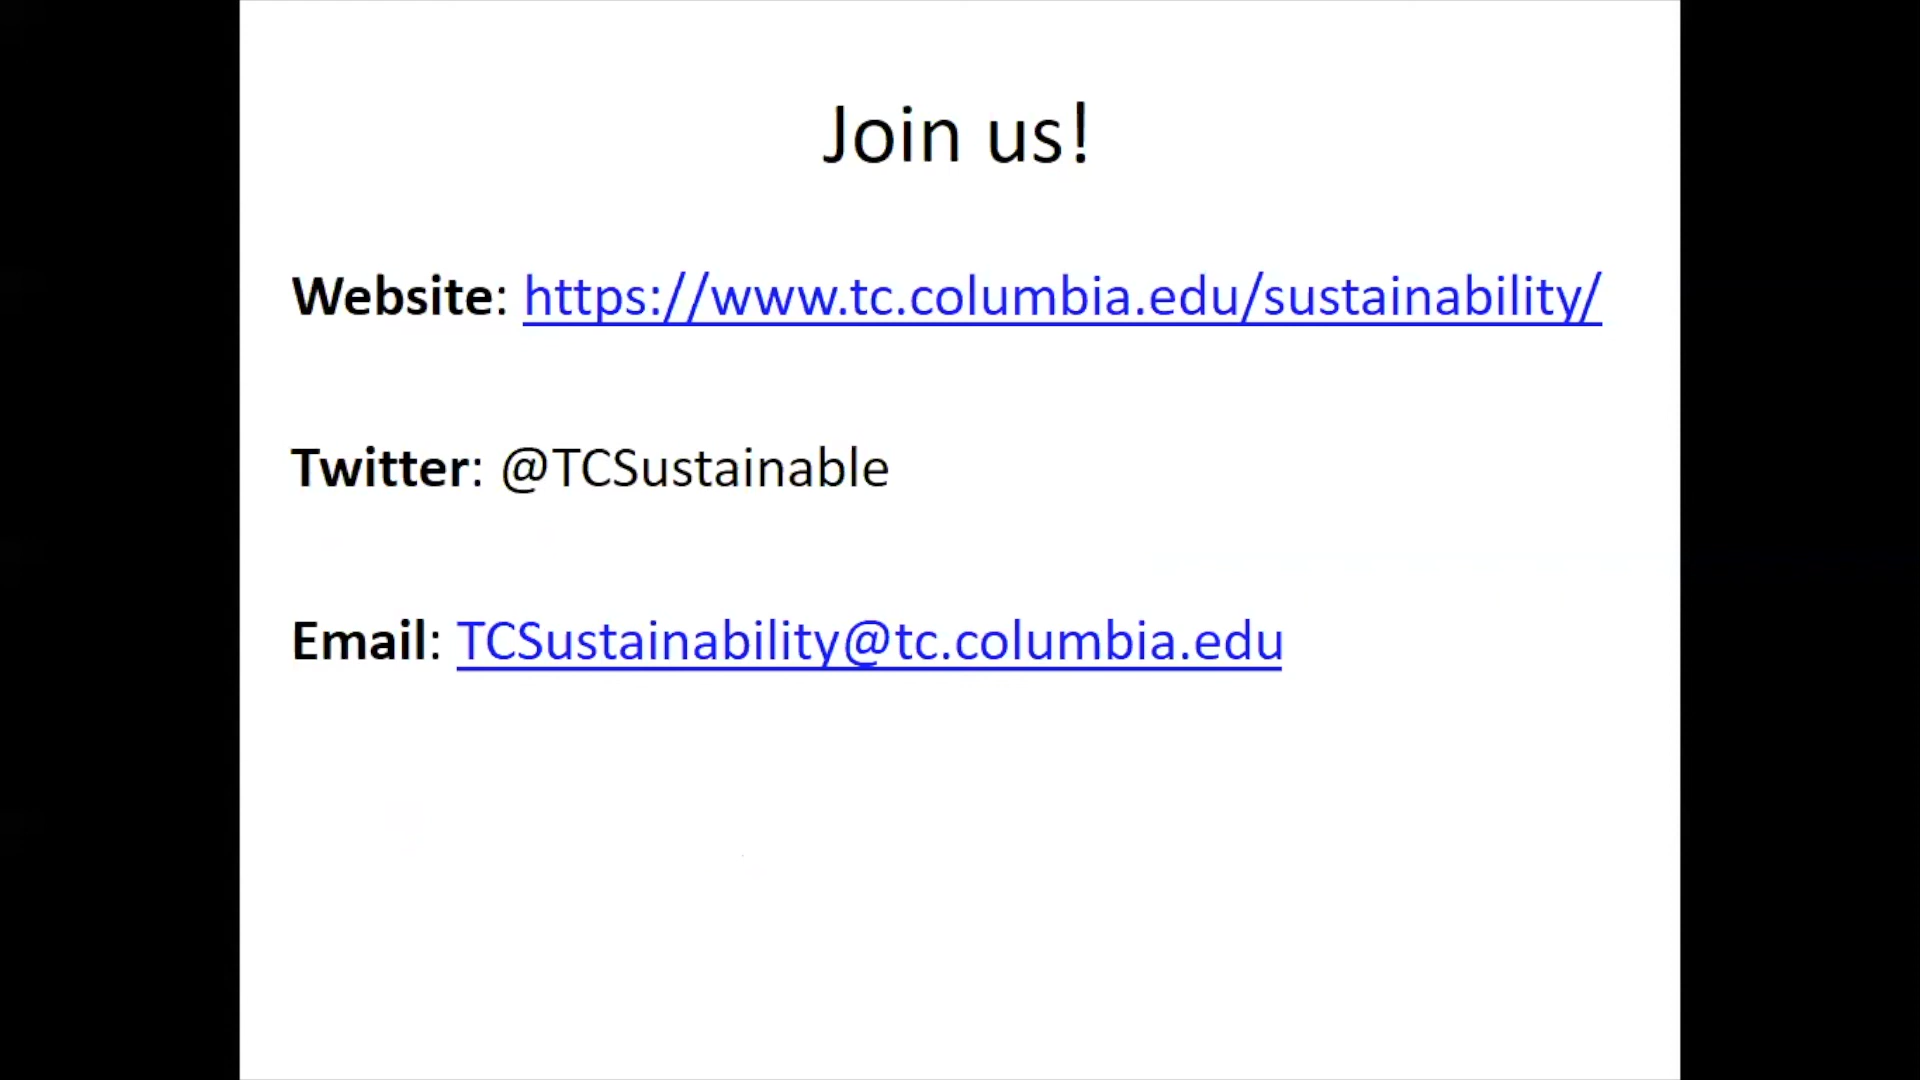 Join us!
Website: https://www.tc.columbia.edu/sustainability/
Twitter: @TCSustainable
Email: TCSustainability@tc.columbia.edu